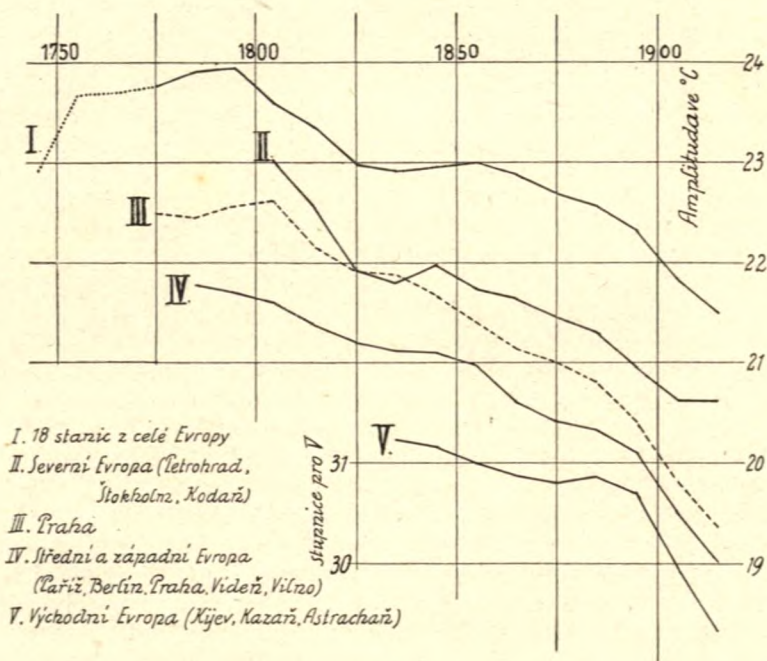 1750 1800 1850 1900
24
I
Amplituda ve °C
II
23
III
22
IV
21
I. 18 stanic z celé Evropy
II. Severní Evropa (Petrohrad,
Štokholm, Kodaň)
III. Praha
IV. Střední a západní Evropa
(Paříž, Berlín, Praha, Vídeň, Vilno)
V. Východní Evropa (Kijev, Kazaň, Astrachaň)
stupnice pro V
V
31
20
30
19